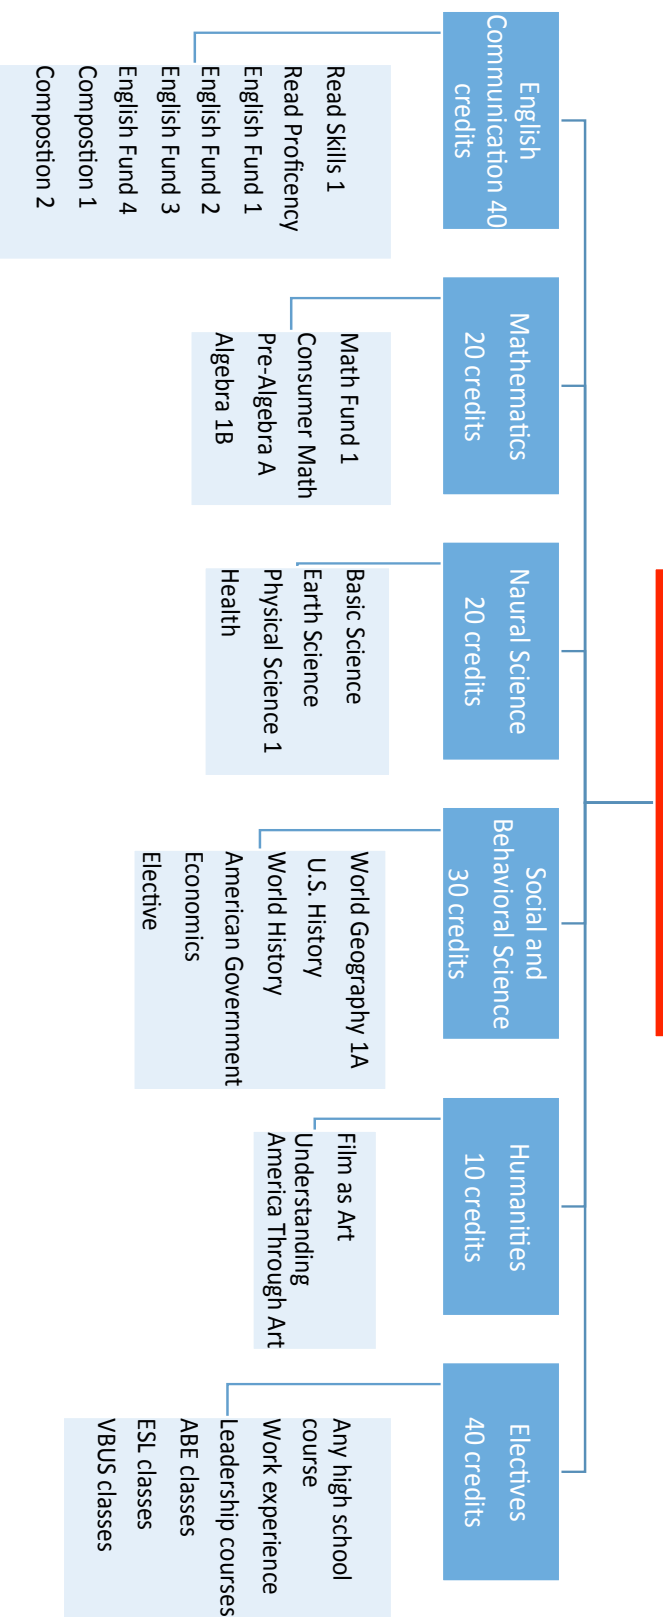 English
Communication 40
credits
Read Skills 1
Read Proficency
English Fund 1
English Fund 2
English Fund 3
English Fund 4
Compostion 1
Compostion 2
Mathematics
20 credits
Math Fund 1
Consumer Math
Pre-Algebra A
Algebra 1B
Naural Science
20 credits
Basic Science
Earth Science
Physical Science 1
Health
Social and
Behavioral Science
30 credits
World Geography 1A
U.S. History
World History
American Government
Economics
Elective
Humanities
10 credits
Film as Art
Understanding
America Through Art
Electives
40 credits
Any high school
course
Work experience
Leadership courses
ABE classes
ESL classes
VBUS classes